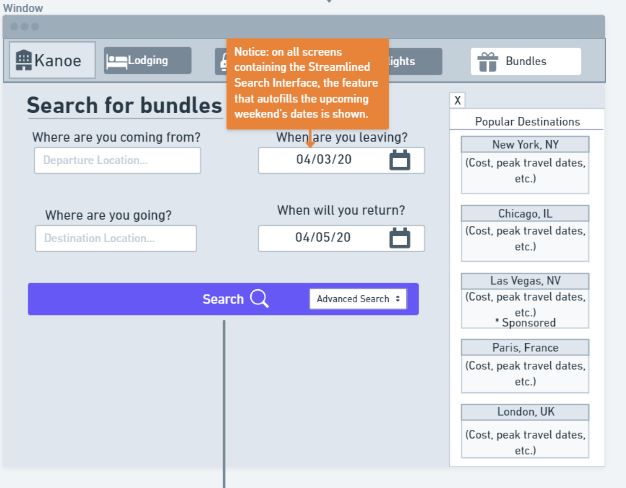 Window
Kanoe
Lodging
ights
Bundles
Notice: on all screens
containing the Streamlined
Search Interface, the feature
that autofills the upcoming
weekend's dates is shown.
Search for bundles
Where are you coming from?
Departure Location...
When are you leaving?
04/03/20
Where are you going?
Destination Location...
When will you return?
04/05/20
Search
Advanced Search
X
Popular Destinations
New York, NY
(Cost, peak travel dates,
etc.)
Chicago, IL
(Cost, peak travel dates,
etc.)
Las Vegas, NV
(Cost, peak travel dates,
etc.)
* Sponsored
Paris, France
(Cost, peak travel dates,
etc.)
London, UK
(Cost, peak travel dates,
etc.)